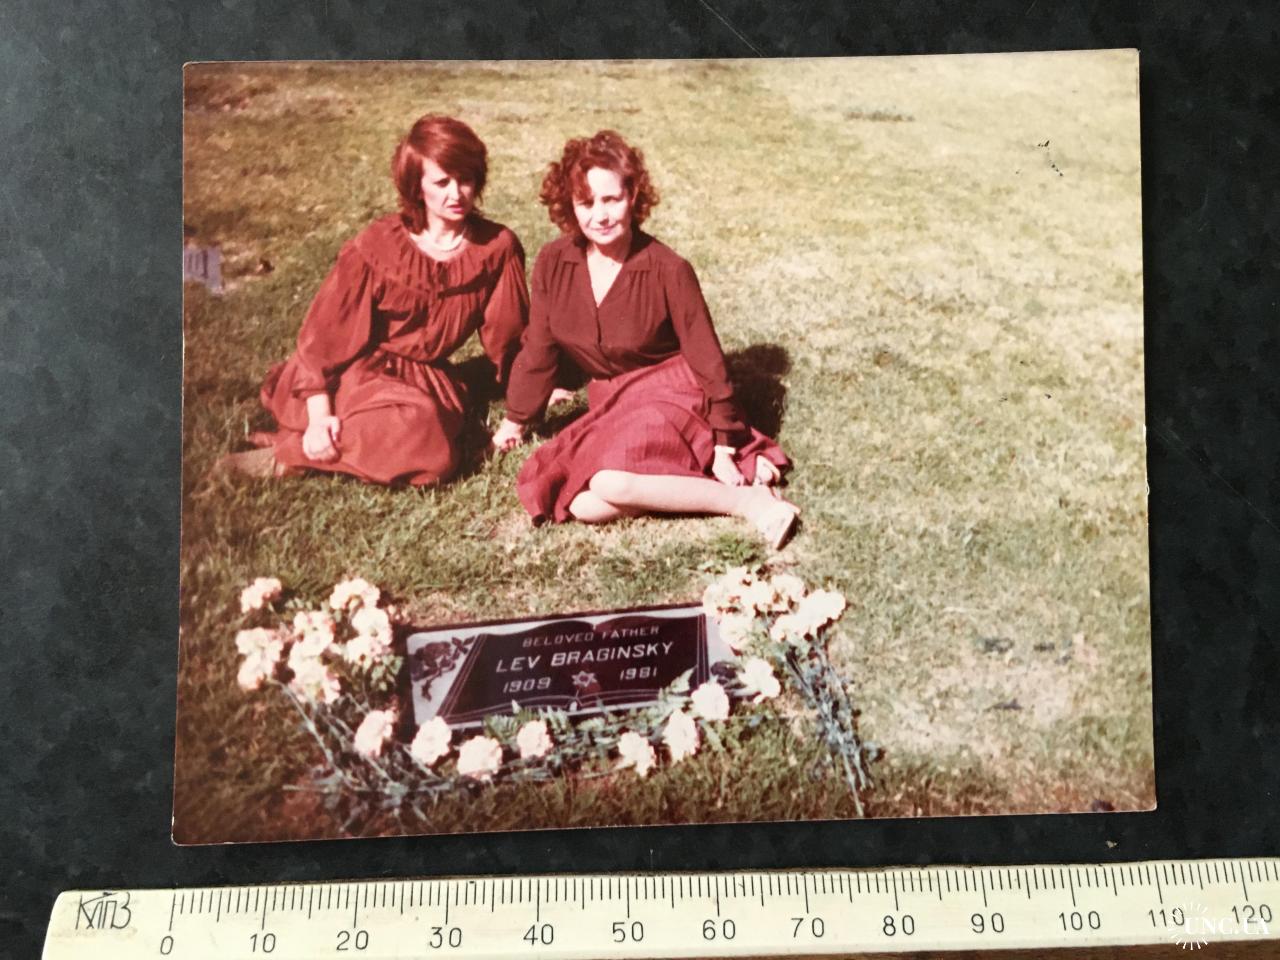 BELOVED FATHER
LEV BRAGINSKY
1909 1981
КПВ
0 10 20 30 40 50 60 70 80 90 100 110 120
UNC.UA